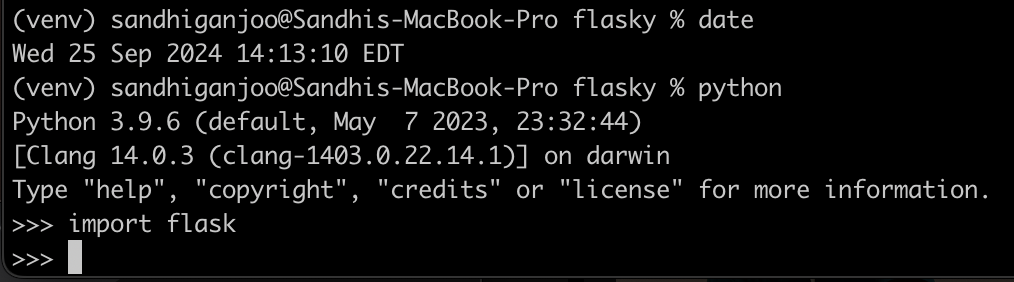 (venv) sandhiganjoo@Sandhis-MacBook-Pro flasky % date
Wed 25 Sep 2024 14:13:10 EDT
(venv) sandhiganjoo@Sandhis-MacBook-Pro flasky % python
Python 3.9.6 (default, May  7 2023, 23:32:44)
[Clang 14.0.3 (clang-1403.0.22.14.1)] on darwin
Type "help", "copyright", "credits" or "license" for more information.
>>> import flask
>>>